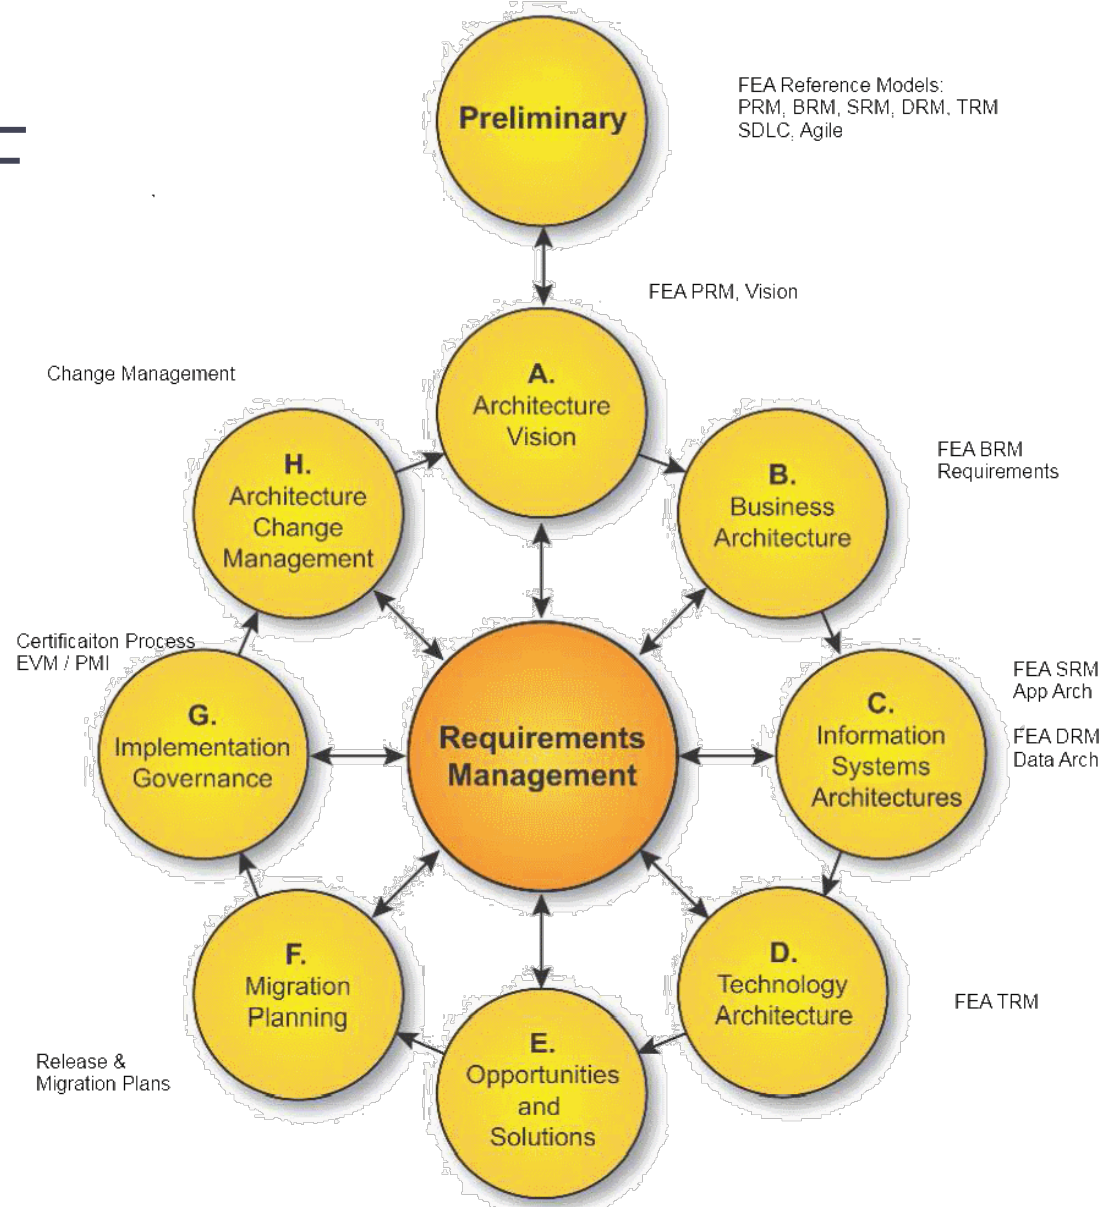 Preliminary
FEA Reference Models:
PRM, BRM, SRM, DRM, TRM
SDLC, Agile
FEA PRM, Vision
A.
Architecture
Vision
Change Management
H.
Architecture
Change
Management
B.
Business
Architecture
FEA BRM
Requirements
Certificaiton Process
EVM / PMI
G.
Implementation
Governance
Requirements
Management
C.
Information
Systems
Architectures
FEA SRM
App Arch
FEA DRM
Data Arch
F.
Migration
Planning
D.
Technology
Architecture
FEA TRM
Release &
Migration Plans
E.
Opportunities
and
Solutions